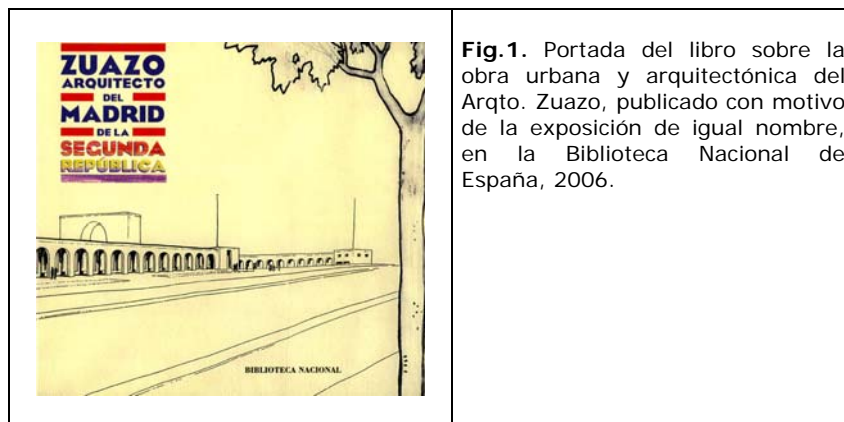 ZUAZO
ARQUITECTO
DEL
MADRID
DE LA
SEGUNDA
REPÚBLICA
BIBLIOTECA NACIONAL
Fig.1. Portada del libro sobre la
obra urbana y arquitectónica del
Arqto. Zuazo, publicado con motivo
de la exposición de igual nombre,
en la Biblioteca Nacional de
España, 2006.